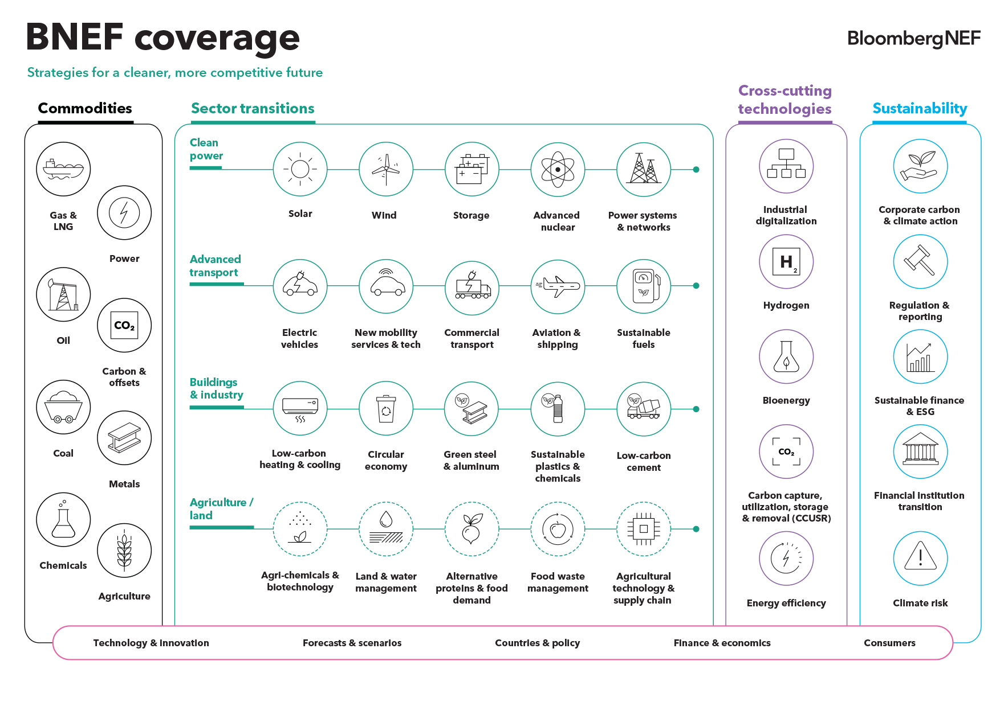 BNEF coverage
BloombergNEF
Strategies for a cleaner, more competitive future
Commodities
Gas &
LNG
Power
Oil
CO₂
Carbon &
offsets
Coal
Metals
Chemicals
Agriculture
Sector transitions
Clean
power
Solar
Wind
Storage
Advanced
nuclear
Power systems
& networks
Advanced
transport
Electric
vehicles
New mobility
services & tech
Commercial
transport
Aviation &
shipping
Sustainable
fuels
Buildings
& industry
Low-carbon
heating & cooling
Circular
economy
Green steel
& aluminum
Sustainable
plastics &
chemicals
Low-carbon
cement
Agriculture /
land
Agri-chemicals &
biotechnology
Land & water
management
Alternative
proteins & food
demand
Food waste
management
Agricultural
technology &
supply chain
Cross-cutting
technologies
Industrial
digitalization
H₂
Hydrogen
Bioenergy
CO₂
Carbon capture,
utilization, storage
& removal (CCUSR)
Energy efficiency
Sustainability
Corporate carbon
& climate action
Regulation &
reporting
Sustainable finance
& ESG
Financial institution
transition
Climate risk
Technology & innovation
Forecasts & scenarios
Countries & policy
Finance & economics
Consumers